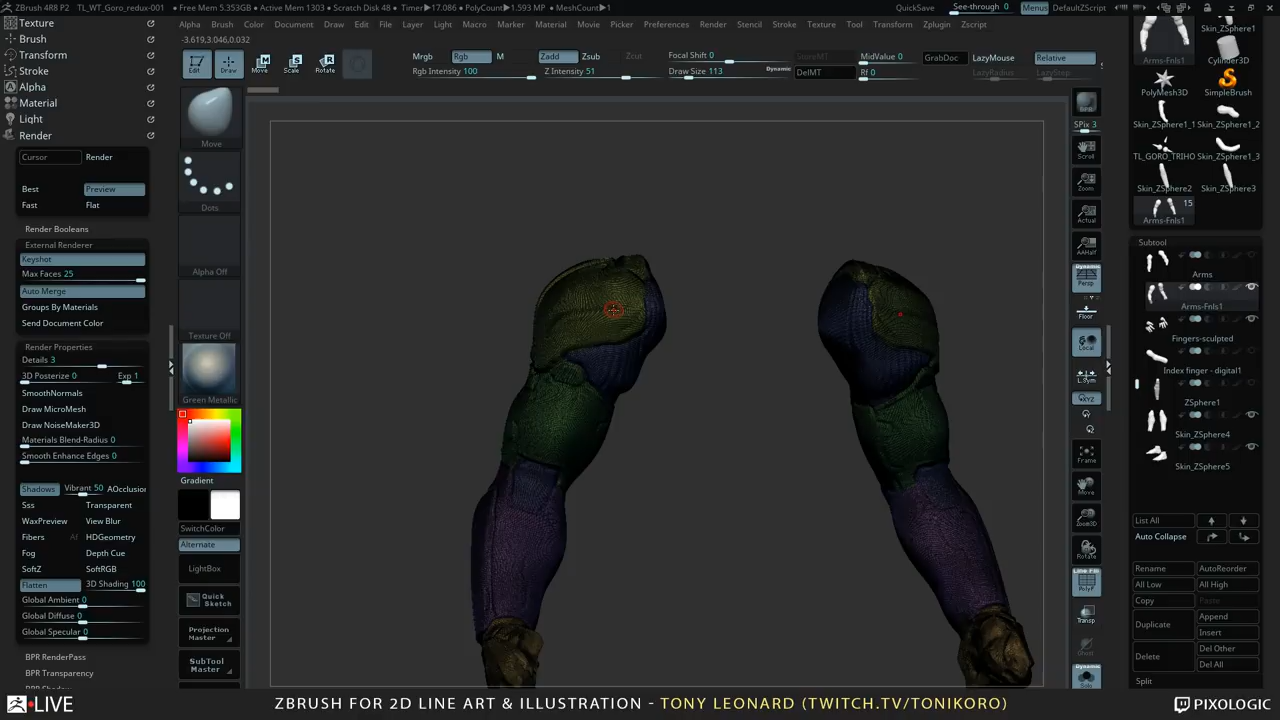 ZBrush 4R8 P2 TL_WT_Goro_redux-001 • Free Mem 5.353GB • Active Mem 1303 • Scratch Disk 48 • Timer▶17.086 • PolyCount▶1.593 MP • MeshCount▶1 QuickSave See-through 0 Menus DefaultZScript
Alpha Brush Color Document Draw Edit File Layer Light Macro Marker Material Movie Picker Preferences Render Stencil Stroke Texture Tool Transform Zplugin Zscript
-3.619,3.046,0.032
Texture
Brush
Transform
Stroke
Alpha
Material
Light
Render
Cursor Render
Best Preview
Fast Flat
Render Booleans
External Renderer
Keyshot
Max Faces 25
Auto Merge
Groups By Materials
Send Document Color
Render Properties
Details 3
3D Posterize 0 Exp 1
SmoothNormals
Draw MicroMesh
Draw NoiseMaker3D
Materials Blend-Radius 0
Smooth Enhance Edges 0
Shadows Vibrant 50 AOcclusion
Sss Transparent
WaxPreview View Blur
Fibers Af HDGeometry
Fog Depth Cue
SoftZ SoftRGB
Flatten 3D Shading 100
Global Ambient 0
Global Diffuse 0
Global Specular 0
BPR RenderPass
BPR Transparency
Edit Draw Move Scale Rotate
Mrgb Rgb M Zadd Zsub Zcut
Rgb Intensity 100 Z Intensity 51
Focal Shift 0
Draw Size 113 Dynamic
StoreMT MidValue 0 GrabDoc LazyMouse Relative
DelMT Rf 0 LazyRadius LazyStep
Move
Dots
Alpha Off
Texture Off
Green Metallic
Gradient
SwitchColor
Alternate
LightBox
Quick
Sketch
Projection
Master
SubTool
Master
BPR
SPix 3
Scroll
Zoom
Actual
AAHalf
Dynamic
Persp
Floor
Local
L.Sym
XYZ
Frame
Move
Zoom3D
Rotate
Line Fill
PolyF
Transp
Ghost
Dynamic
Solo
Arms-Fnls1 Skin_ZSphere1
Cylinder3D
PolyMesh3D SimpleBrush
Skin_ZSphere1_1 Skin_ZSphere1_2
TL_GORO_TRIHO Skin_ZSphere1_3
Skin_ZSphere2 Skin_ZSphere3
15
Arms-Fnls1
Subtool
Arms
Arms-Fnls1
Fingers-sculpted
Index finger - digital1
ZSphere1
Skin_ZSphere4
Skin_ZSphere5
List All
Auto Collapse
Rename AutoReorder
All Low All High
Copy Paste
Duplicate Append
Insert
Delete Del Other
Del All
Split
LIVE ZBRUSH FOR 2D LINE ART & ILLUSTRATION - TONY LEONARD (TWITCH.TV/TONIKORO) PIXOLOGIC